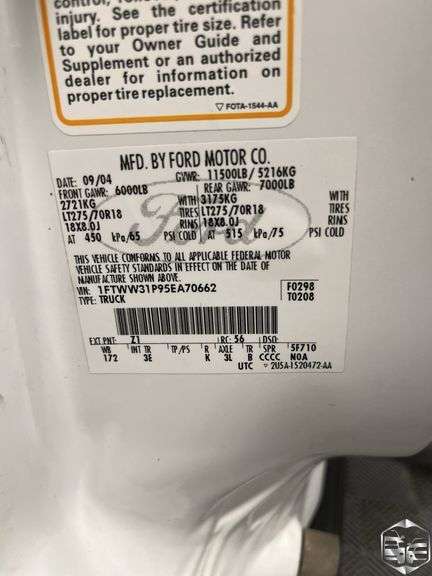 control, 
injury. See the certification
label for proper tire size. Refer
to your Owner Guide and
Supplement or an authorized
dealer for information on
proper tire replacement.
▽ FOTA-1544-AA
MFD. BY FORD MOTOR CO.
DATE: 09/04 GVWR: 11500LB/ 5216KG
FRONT GAWR: 6000LB REAR GAWR: 7000LB
2721KG WITH 3175KG WITH
LT275/70R18 TIRES LT275/70R18 TIRES
18X8.0J RIMS 18X8.0J RIMS
AT 450 kPa/65 PSI COLD AT 515 kPa/75 PSI COLD
Ford
THIS VEHICLE CONFORMS TO ALL APPLICABLE FEDERAL MOTOR
VEHICLE SAFETY STANDARDS IN EFFECT ON THE DATE OF
MANUFACTURE SHOWN ABOVE.
VEHICLE IN: 1FTWW31P95EA70662 F0298
TYPE: TRUCK T0208
EXT PNT: Z1 RC: 56 DSO:
WB INT TR TP/PS R AXLE TR SPR 5F710
172 3E K 3L B CCCC NOA
UTC ▽ 2U5A-1520472-AA